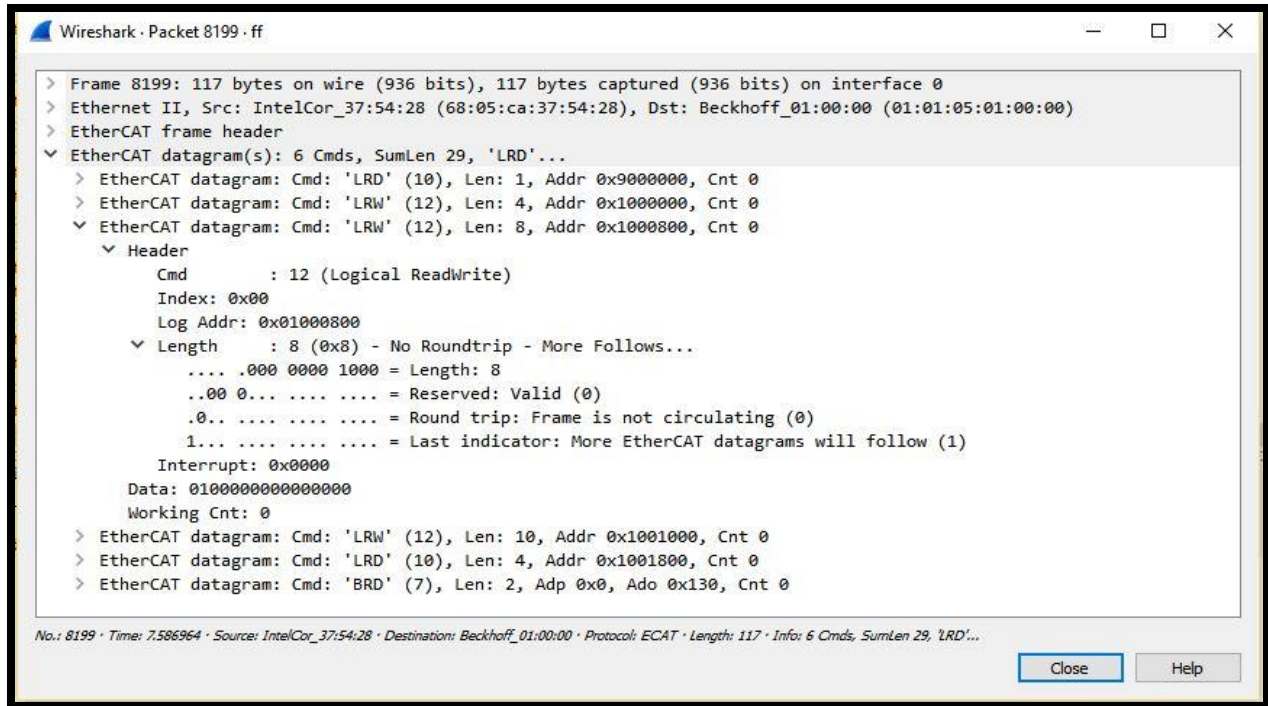 Wireshark · Packet 8199 · ff
> Frame 8199: 117 bytes on wire (936 bits), 117 bytes captured (936 bits) on interface 0
> Ethernet II, Src: IntelCor_37:54:28 (68:05:ca:37:54:28), Dst: Beckhoff_01:00:00 (01:01:05:01:00:00)
> EtherCAT frame header
EtherCAT datagram(s): 6 Cmds, SumLen 29, 'LRD'...
> EtherCAT datagram: Cmd: 'LRD' (10), Len: 1, Addr 0x9000000, Cnt 0
> EtherCAT datagram: Cmd: 'LRW' (12), Len: 4, Addr 0x1000000, Cnt 0
EtherCAT datagram: Cmd: 'LRW' (12), Len: 8, Addr 0x1000800, Cnt 0
Header
Cmd : 12 (Logical ReadWrite)
Index: 0x00
Log Addr: 0x01000800
Length : 8 (0x8) - No Roundtrip - More Follows...
.... .000 0000 1000 = Length: 8
..00 0... .... .... = Reserved: Valid (0)
.0.. .... .... .... = Round trip: Frame is not circulating (0)
1... .... .... .... = Last indicator: More EtherCAT datagrams will follow (1)
Interrupt: 0x0000
Data: 0100000000000000
Working Cnt: 0
> EtherCAT datagram: Cmd: 'LRW' (12), Len: 10, Addr 0x1001000, Cnt 0
> EtherCAT datagram: Cmd: 'LRD' (10), Len: 4, Addr 0x1001800, Cnt 0
> EtherCAT datagram: Cmd: 'BRD' (7), Len: 2, Adp 0x0, Ado 0x130, Cnt 0
No.: 8199 · Time: 7.586964 · Source: IntelCor_37:54:28 · Destination: Beckhoff_01:00:00 · Protocol: ECAT · Length: 117 · Info: 6 Cmds, SumLen 29, 'LRD'...
Close Help